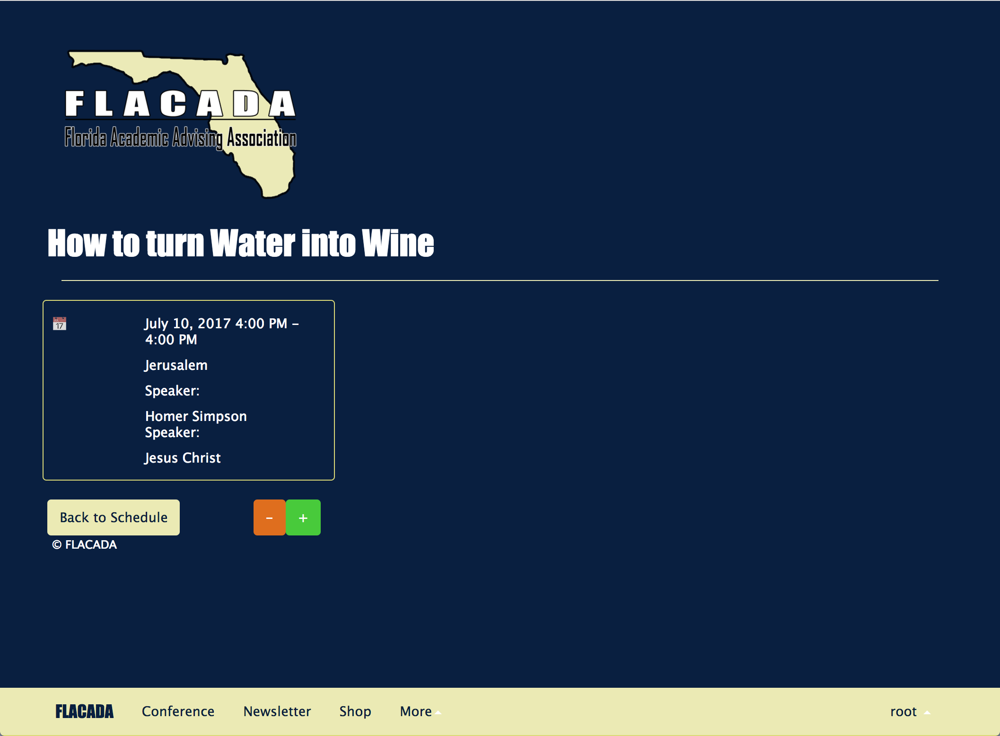 FLACADA
Florida Academic Advising Association
How to turn Water into Wine
JUL
17
July 10, 2017 4:00 PM –
4:00 PM
Jerusalem
Speaker:
Homer Simpson
Speaker:
Jesus Christ
Back to Schedule
-
+
© FLACADA
FLACADA Conference Newsletter Shop More root